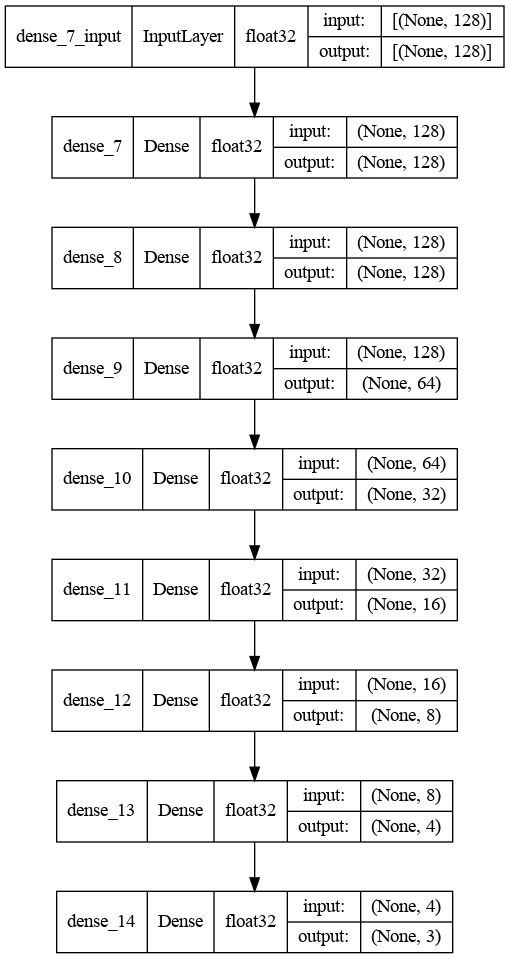 dense_7_input InputLayer float32 input: [(None, 128)]
output: [(None, 128)]
dense_7 Dense float32 input: (None, 128)
output: (None, 128)
dense_8 Dense float32 input: (None, 128)
output: (None, 128)
dense_9 Dense float32 input: (None, 128)
output: (None, 64)
dense_10 Dense float32 input: (None, 64)
output: (None, 32)
dense_11 Dense float32 input: (None, 32)
output: (None, 16)
dense_12 Dense float32 input: (None, 16)
output: (None, 8)
dense_13 Dense float32 input: (None, 8)
output: (None, 4)
dense_14 Dense float32 input: (None, 4)
output: (None, 3)